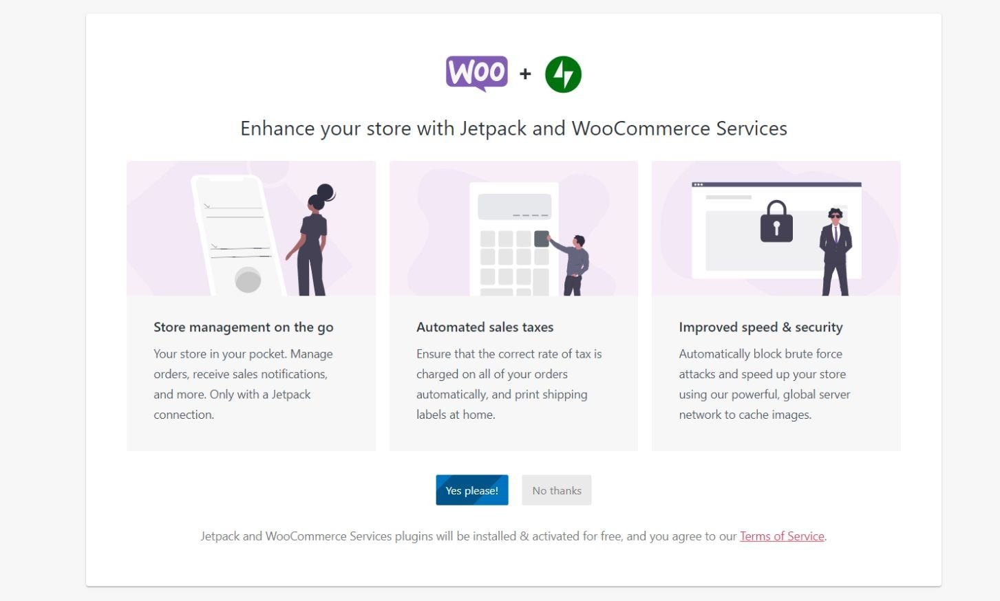 WOO +
Enhance your store with Jetpack and WooCommerce Services
Store management on the go
Your store in your pocket. Manage
orders, receive sales notifications,
and more. Only with a Jetpack
connection.
Automated sales taxes
Ensure that the correct rate of tax is
charged on all of your orders
automatically, and print shipping
labels at home.
Improved speed & security
Automatically block brute force
attacks and speed up your store
using our powerful, global server
network to cache images.
Yes please!
No thanks
Jetpack and WooCommerce Services plugins will be installed & activated for free, and you agree to our Terms of Service.